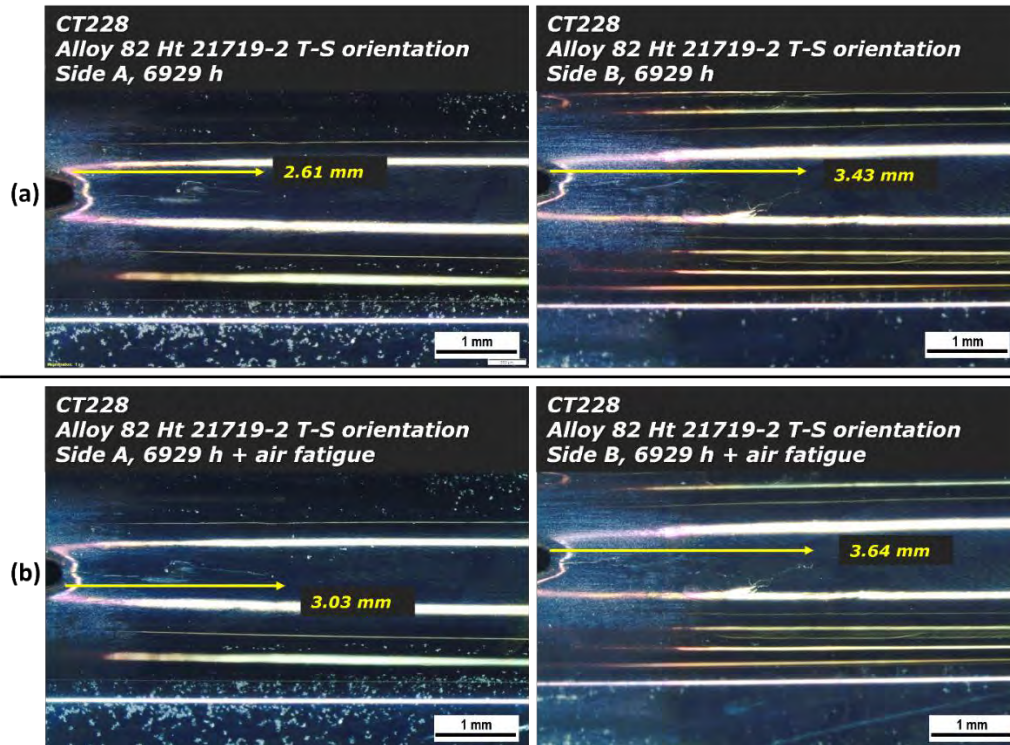 CT228
Alloy 82 Ht 21719-2 T-S orientation
Side A, 6929 h
2.61 mm
1 mm
CT228
Alloy 82 Ht 21719-2 T-S orientation
Side B, 6929 h
3.43 mm
1 mm
(a)
CT228
Alloy 82 Ht 21719-2 T-S orientation
Side A, 6929 h + air fatigue
3.03 mm
1 mm
CT228
Alloy 82 Ht 21719-2 T-S orientation
Side B, 6929 h + air fatigue
3.64 mm
1 mm
(b)